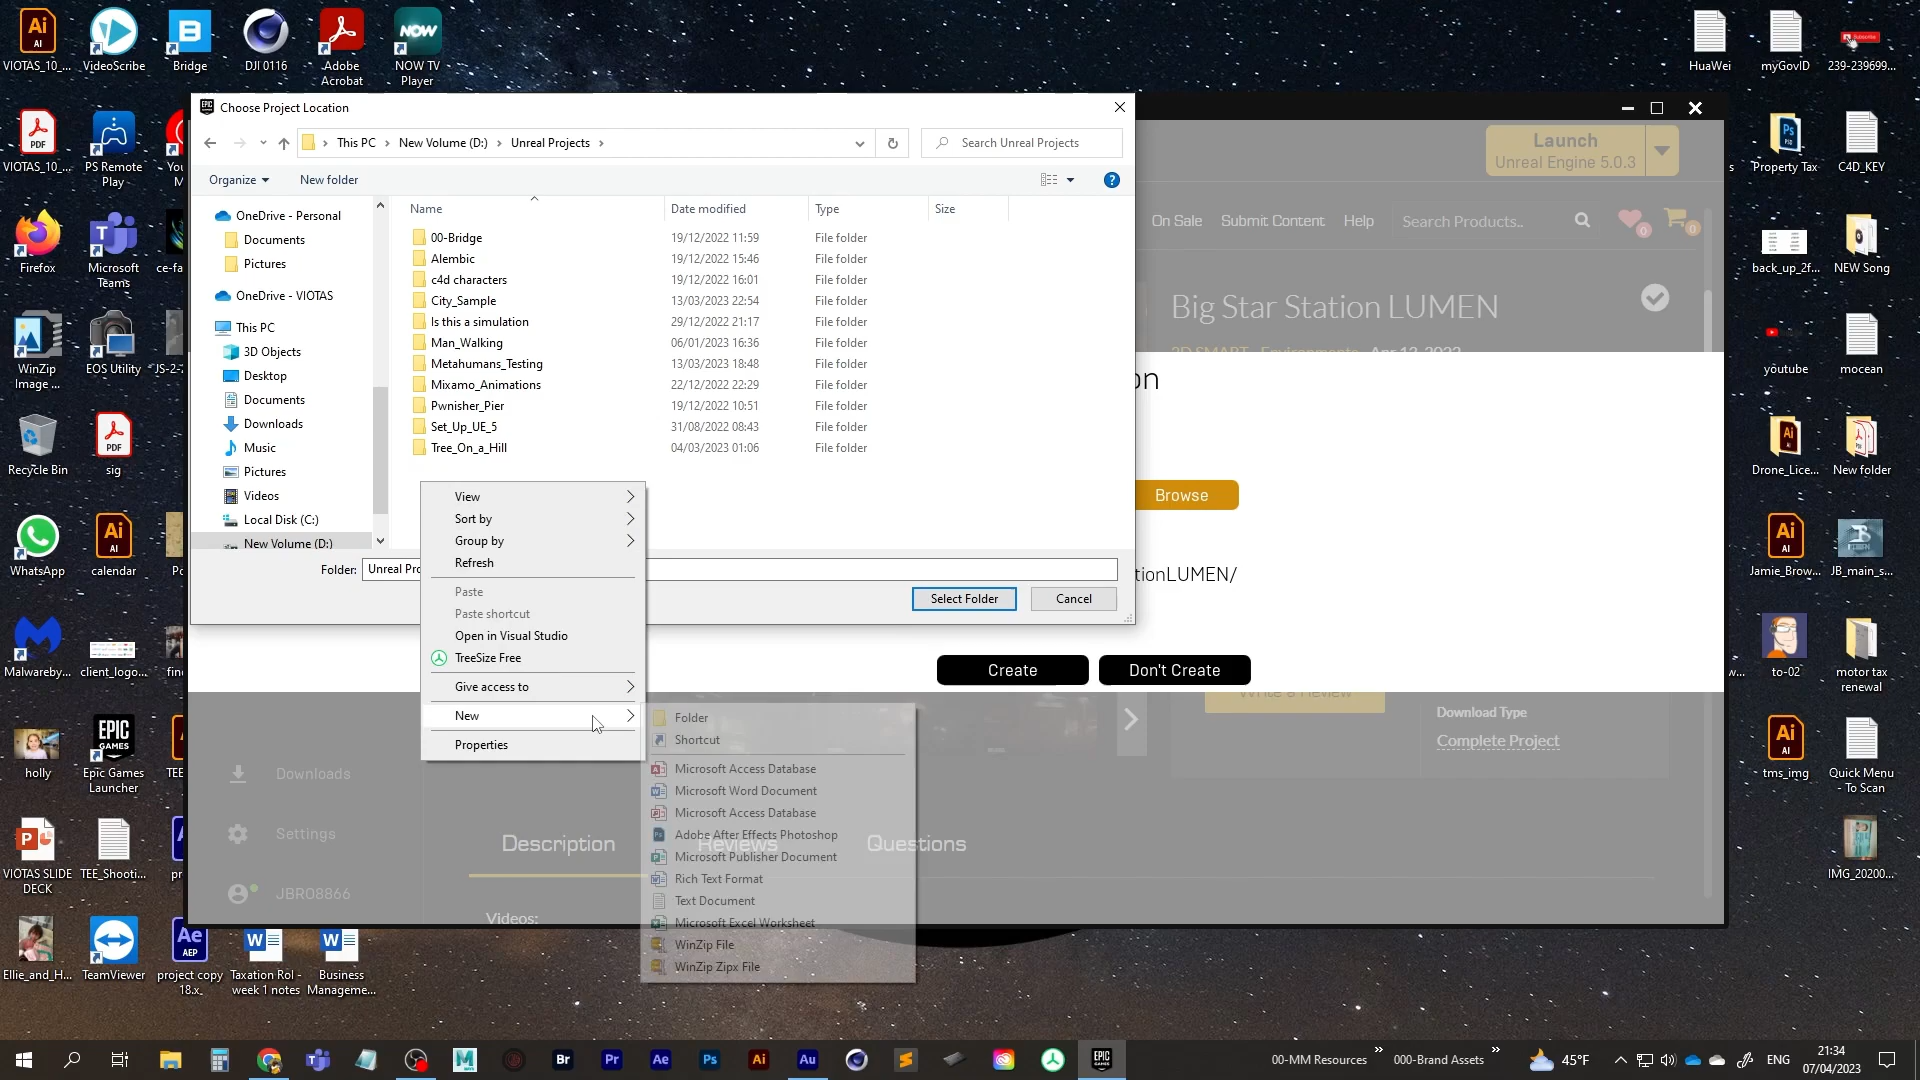 VIOTAS_10_...
VideoScribe
Bridge
DJI 0116
Adobe Acrobat
NOW TV Player
HuaWei
myGovID
239-239699...
Choose Project Location
This PC
New Volume (D:)
Unreal Projects
Search Unreal Projects
Launch
Unreal Engine 5.0.3
VIOTAS_10_...
PS Remote Play
Property Tax
C4D_KEY
Organize
New folder
Name
Date modified
Type
Size
On Sale
Submit Content
Help
Search Products..
0
0
OneDrive - Personal
Documents
Pictures
OneDrive - VIOTAS
This PC
3D Objects
Desktop
Documents
Downloads
Music
Pictures
Videos
Local Disk (C:)
New Volume (D:)
00-Bridge 19/12/2022 11:59 File folder
Alembic 19/12/2022 15:46 File folder
c4d characters 19/12/2022 16:01 File folder
City_Sample 13/03/2023 22:54 File folder
Is this a simulation 29/12/2022 21:17 File folder
Man_Walking 06/01/2023 16:36 File folder
Metahumans_Testing 13/03/2023 18:48 File folder
Mixamo_Animations 22/12/2022 22:29 File folder
Pwnisher_Pier 19/12/2022 10:51 File folder
Set_Up_UE_5 31/08/2022 08:43 File folder
Tree_On_a_Hill 04/03/2023 01:06 File folder
Firefox
Microsoft Teams
ce-fa
back_up_2f...
NEW Song
Big Star Station LUMEN
on
Browse
WinZip Image ...
EOS Utility
JS-2-
youtube
mocean
Recycle Bin
sig
Drone_Lice...
New folder
View
Sort by
Group by
Refresh
Paste
Paste shortcut
Open in Visual Studio
TreeSize Free
Give access to
New
Properties
Folder:
Unreal Pro
Select Folder
Cancel
tionLUMEN/
WhatsApp
calendar
Jamie_Brow...
JB_main_s...
Create
Don't Create
Write a Review
Download Type
Complete Project
Malwareby...
client_logo...
fin
to-02
motor tax renewal
Folder
Shortcut
Microsoft Access Database
Microsoft Word Document
Microsoft Access Database
Adobe After Effects Photoshop
Microsoft Publisher Document
Rich Text Format
Text Document
Microsoft Excel Worksheet
WinZip File
WinZip Zipx File
Downloads
Settings
JBRO8866
Description
Reviews
Questions
Videos:
holly
Epic Games Launcher
TEE
tms_img
Quick Menu - To Scan
VIOTAS SLIDE DECK
TEE_Shooti...
pr
IMG_20200...
Ellie_and_H...
TeamViewer
project copy 18.x
Taxation Rol - week 1 notes
Business Manageme...
00-MM Resources
000-Brand Assets
45°F
ENG
21:34
07/04/2023